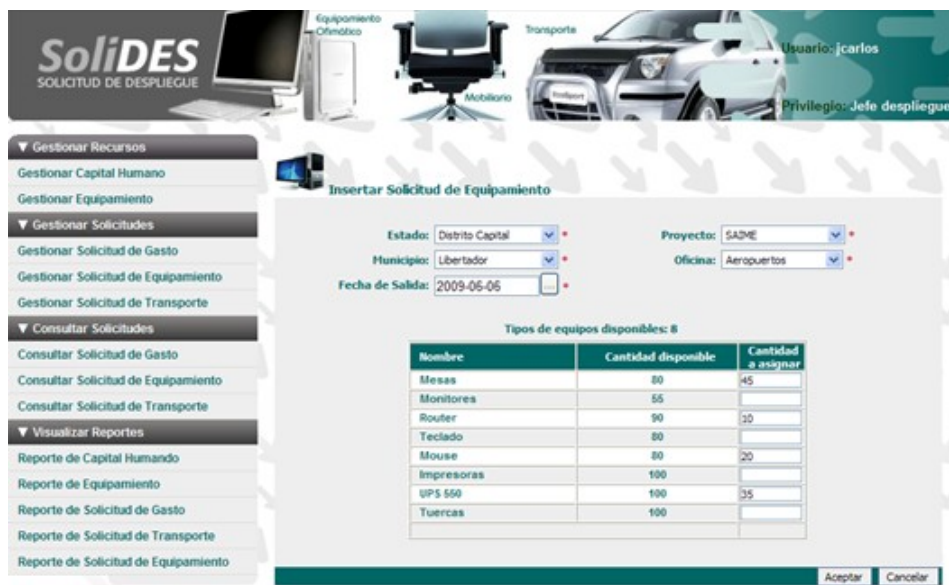 SoliDES
SOLICITUD DE DESPLIEGUE
Equipamiento
Ofimático
Mobiliario
Transporte
Usuario: jcarlos
Privilegio: Jefe despliegue
▼ Gestionar Recursos
Gestionar Capital Humano
Gestionar Equipamiento
▼ Gestionar Solicitudes
Gestionar Solicitud de Gasto
Gestionar Solicitud de Equipamiento
Gestionar Solicitud de Transporte
▼ Consultar Solicitudes
Consultar Solicitud de Gasto
Consultar Solicitud de Equipamiento
Consultar Solicitud de Transporte
▼ Visualizar Reportes
Reporte de Capital Humando
Reporte de Equipamiento
Reporte de Solicitud de Gasto
Reporte de Solicitud de Transporte
Reporte de Solicitud de Equipamiento
Insertar Solicitud de Equipamiento
Estado: Distrito Capital * Proyecto: SAIME *
Municipio: Libertador * Oficina: Aeropuertos *
Fecha de Salida: 2009-06-06 ... *
Tipos de equipos disponibles: 8
Nombre Cantidad disponible Cantidad a asignar
Mesas 80 45
Monitores 55
Router 90 10
Teclado 80
Mouse 80 20
Impresoras 100
UPS 550 100 35
Tuercas 100
Aceptar Cancelar